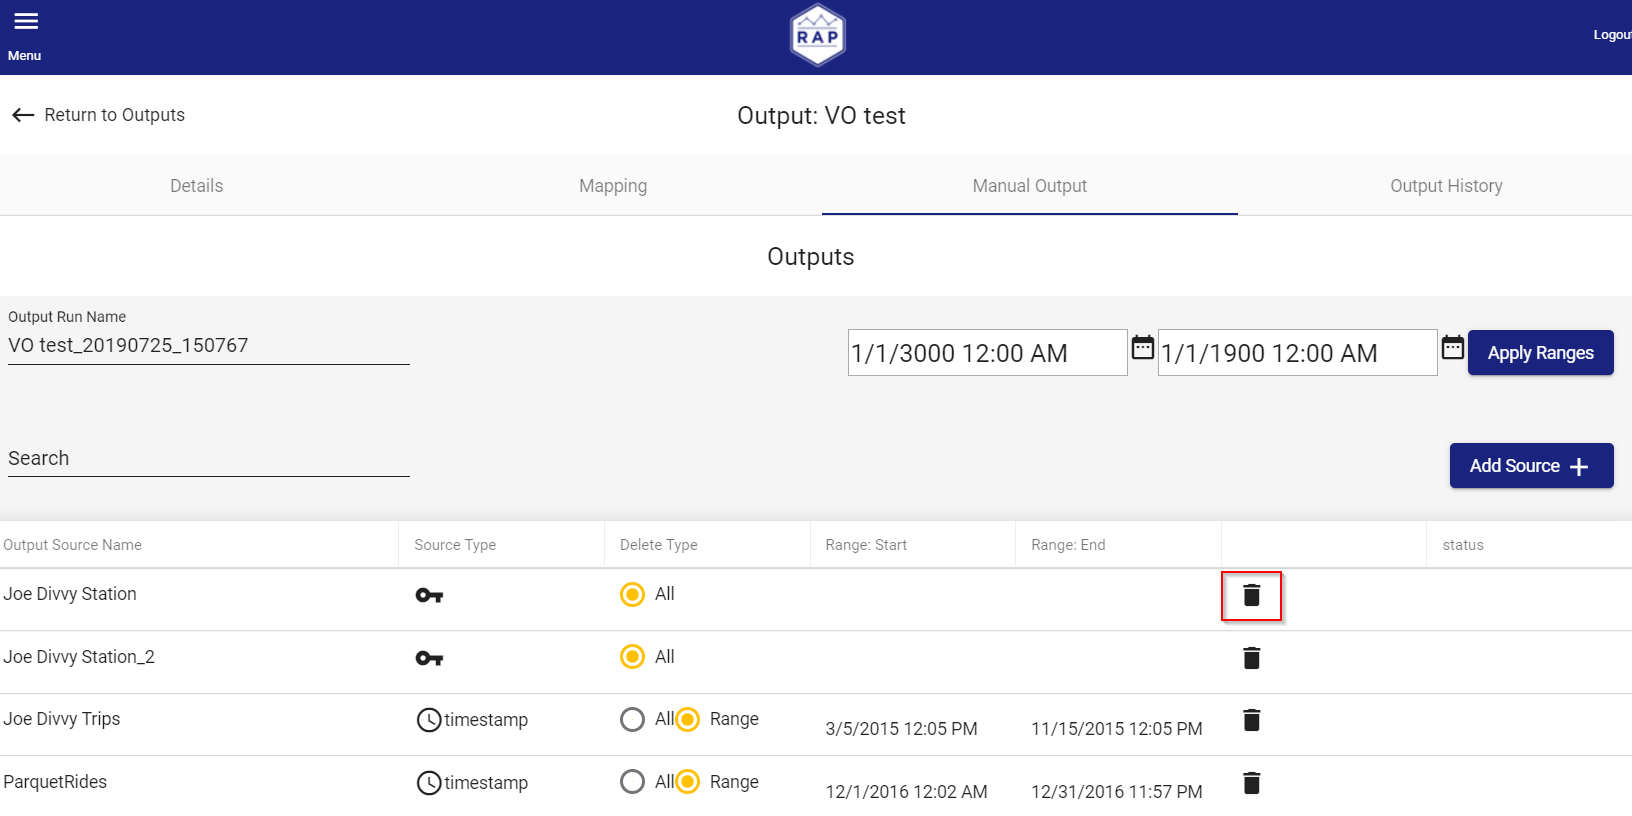 Menu
RAP
Logou
Return to Outputs
Output: VO test
Details Mapping Manual Output Output History
Outputs
Output Run Name
VO test_20190725_150767
1/1/3000 12:00 AM 1/1/1900 12:00 AM Apply Ranges
Search
Add Source +
Output Source Name Source Type Delete Type Range: Start Range: End status
Joe Divvy Station All
Joe Divvy Station_2 All
Joe Divvy Trips timestamp All Range 3/5/2015 12:05 PM 11/15/2015 12:05 PM
ParquetRides timestamp All Range 12/1/2016 12:02 AM 12/31/2016 11:57 PM